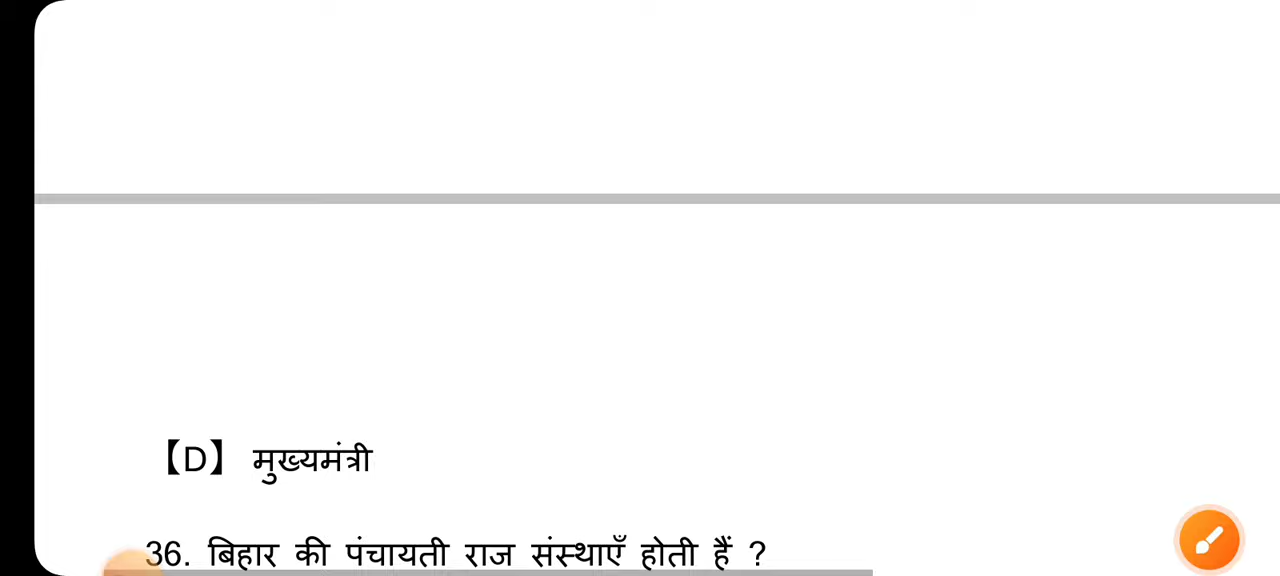 【D】 मुख्यमंत्री
36. बिहार की पंचायती राज संस्थाएँ होती हैं ?